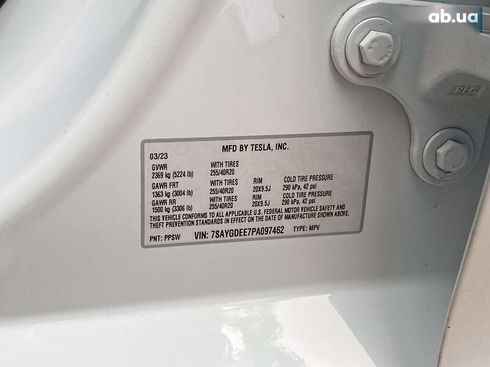 ab.ua
MFD BY TESLA, INC.
03/23
GVWR WITH TIRES
2369 kg (5224 lb) 255/40R20
GAWR FRT WITH TIRES RIM COLD TIRE PRESSURE
1363 kg (3004 lb) 255/40R20 20X9.5J 290 kPa, 42 psi
GAWR RR WITH TIRES RIM COLD TIRE PRESSURE
1500 kg (3306 lb) 255/40R20 20X9.5J 290 kPa, 42 psi
THIS VEHICLE CONFORMS TO ALL APPLICABLE U.S. FEDERAL MOTOR VEHICLE SAFETY AND
THEFT PREVENTION STANDARDS IN EFFECT ON THE DATE OF MANUFACTURE SHOWN ABOVE.
PNT: PPSW VIN: 7SAYGDEE7PA097462 TYPE: MPV